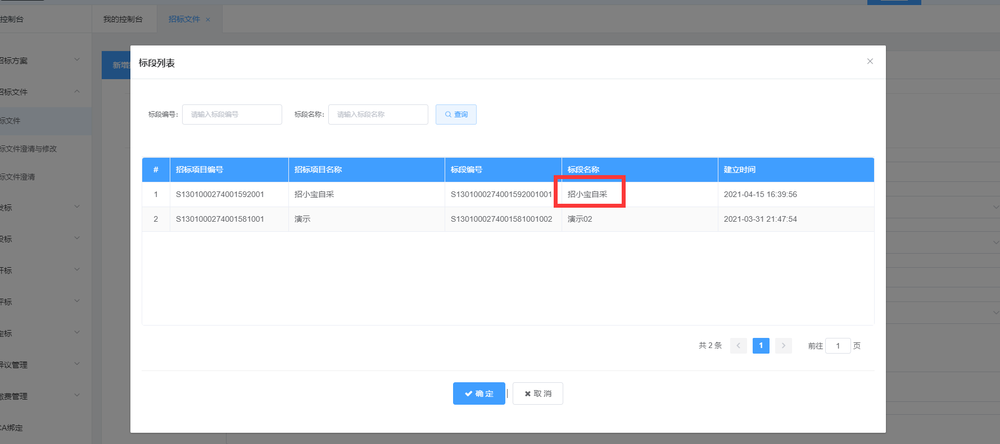 控制台
我的控制台
招标文件 ×
招标方案
招标文件
标文件
标文件澄清与修改
标文件澄清
发标
投标
开标
评标
定标
异议管理
缴费管理
CA绑定
新增
标段列表
标段编号： 请输入标段编号 标段名称： 请输入标段名称 查询
# 招标项目编号 招标项目名称 标段编号 标段名称 建立时间
1 S1301000274001592001 招小宝自采 S1301000274001592001001 招小宝自采 2021-04-15 16:39:56
2 S1301000274001581001 演示 S1301000274001581001002 演示02 2021-03-31 21:47:54
共 2 条 < 1 > 前往 1 页
确 定 取 消